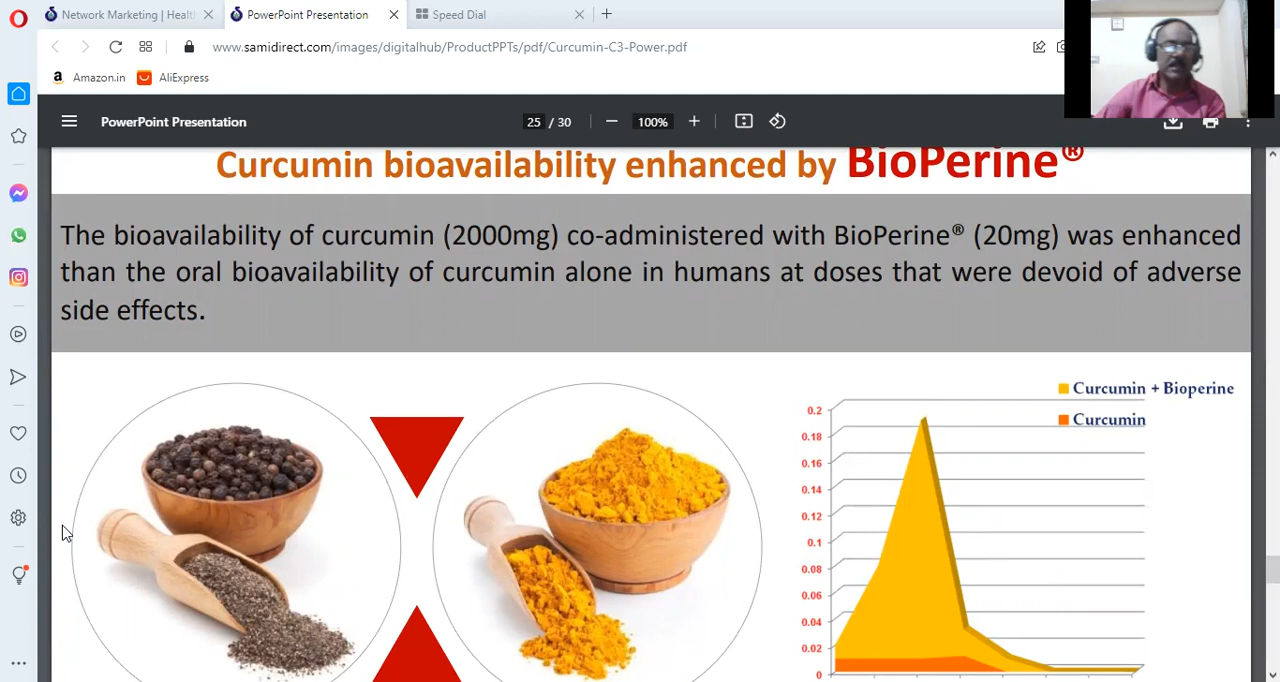 Network Marketing | Healt
PowerPoint Presentation
Speed Dial
www.samidirect.com/images/digitalhub/ProductPPTs/pdf/Curcumin-C3-Power.pdf
Amazon.in
AliExpress
PowerPoint Presentation
25 / 30
100%
Curcumin bioavailability enhanced by BioPerine®
The bioavailability of curcumin (2000mg) co-administered with BioPerine® (20mg) was enhanced
than the oral bioavailability of curcumin alone in humans at doses that were devoid of adverse
side effects.
Curcumin + Bioperine
Curcumin
0.2
0.18
0.16
0.14
0.12
0.1
0.08
0.06
0.04
0.02
0